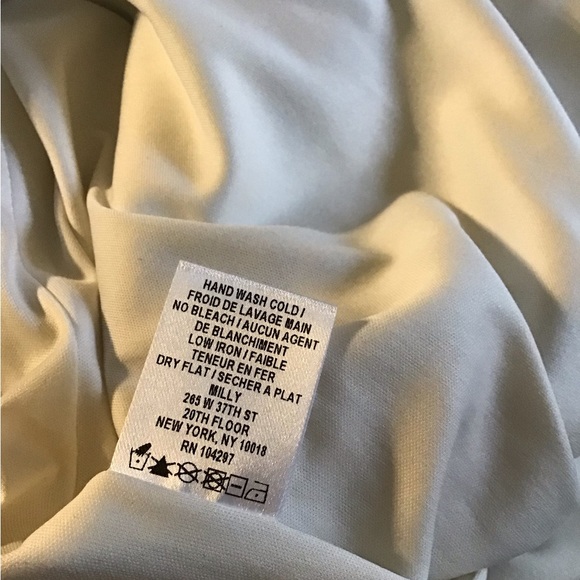 HAND WASH COLD /
FROID DE LAVAGE MAIN
NO BLEACH / AUCUN AGENT
DE BLANCHIMENT
LOW IRON / FAIBLE
TENEUR EN FER
DRY FLAT / SECHER A PLAT
MILLY
265 W 37TH ST
20TH FLOOR
NEW YORK, NY 10018
RN 104297